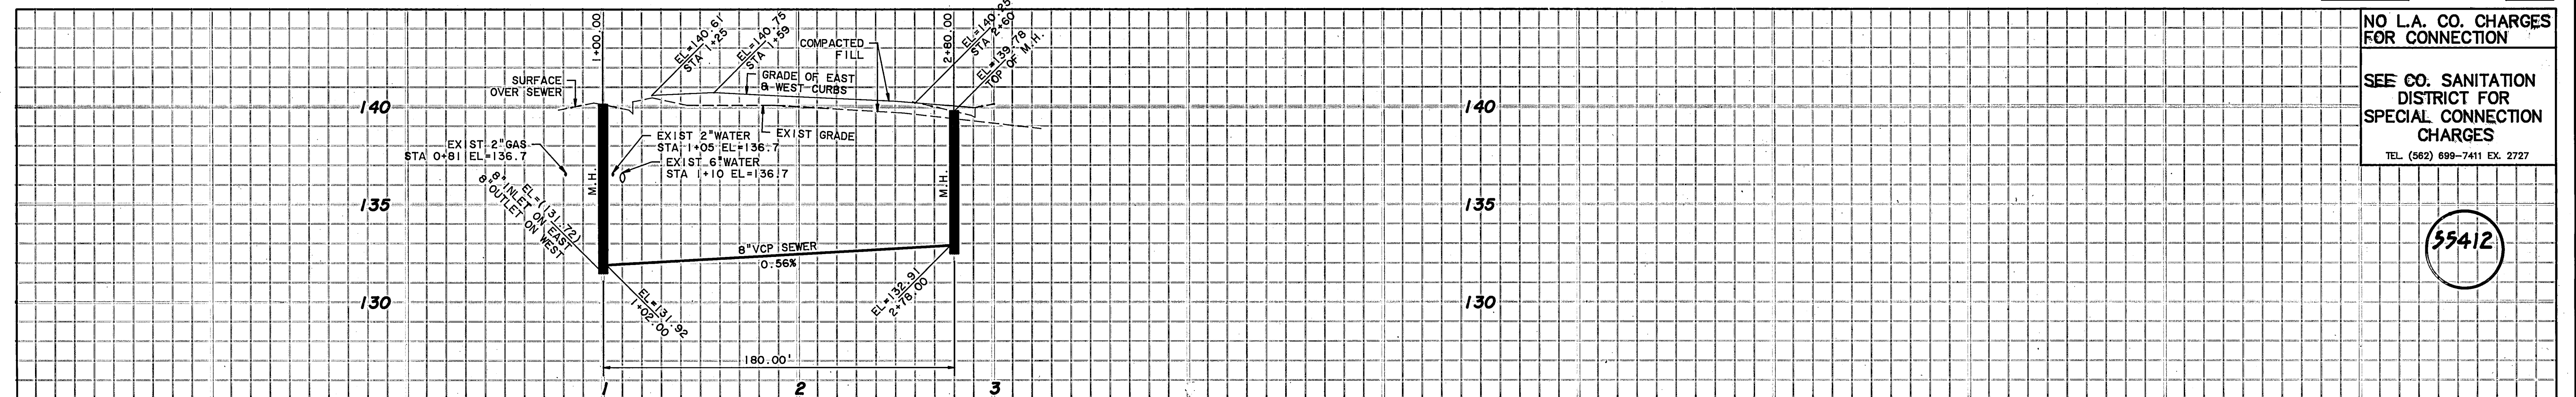 1+00.00
EL=140.61'
STA 1+25
EL=140.75
STA 1+59
COMPACTED
FILL
2+80.00
EL=140.25
STA 2+60
EL=139.78
TOP OF M.H.
SURFACE
OVER SEWER
GRADE OF EAST
& WEST CURBS
140
140
EXIST GRADE
EXIST 2"WATER
STA 1+05 EL=136.7
EXIST 6"WATER
STA 1+10 EL=136.7
EXIST 2"GAS
STA 0+81 EL=136.7
M.H.
M.H.
EL=(131.72)
8"INLET ON EAST
8"OUTLET ON WEST
135
135
8"VCP SEWER
0.56%
130
130
EL=131.92
1+02.00
EL=132.91
2+78.00
180.00'
1
2
3
NO L.A. CO. CHARGES
FOR CONNECTION
SEE CO. SANITATION
DISTRICT FOR
SPECIAL CONNECTION
CHARGES
TEL. (562) 699-7411 EX. 2727
55412